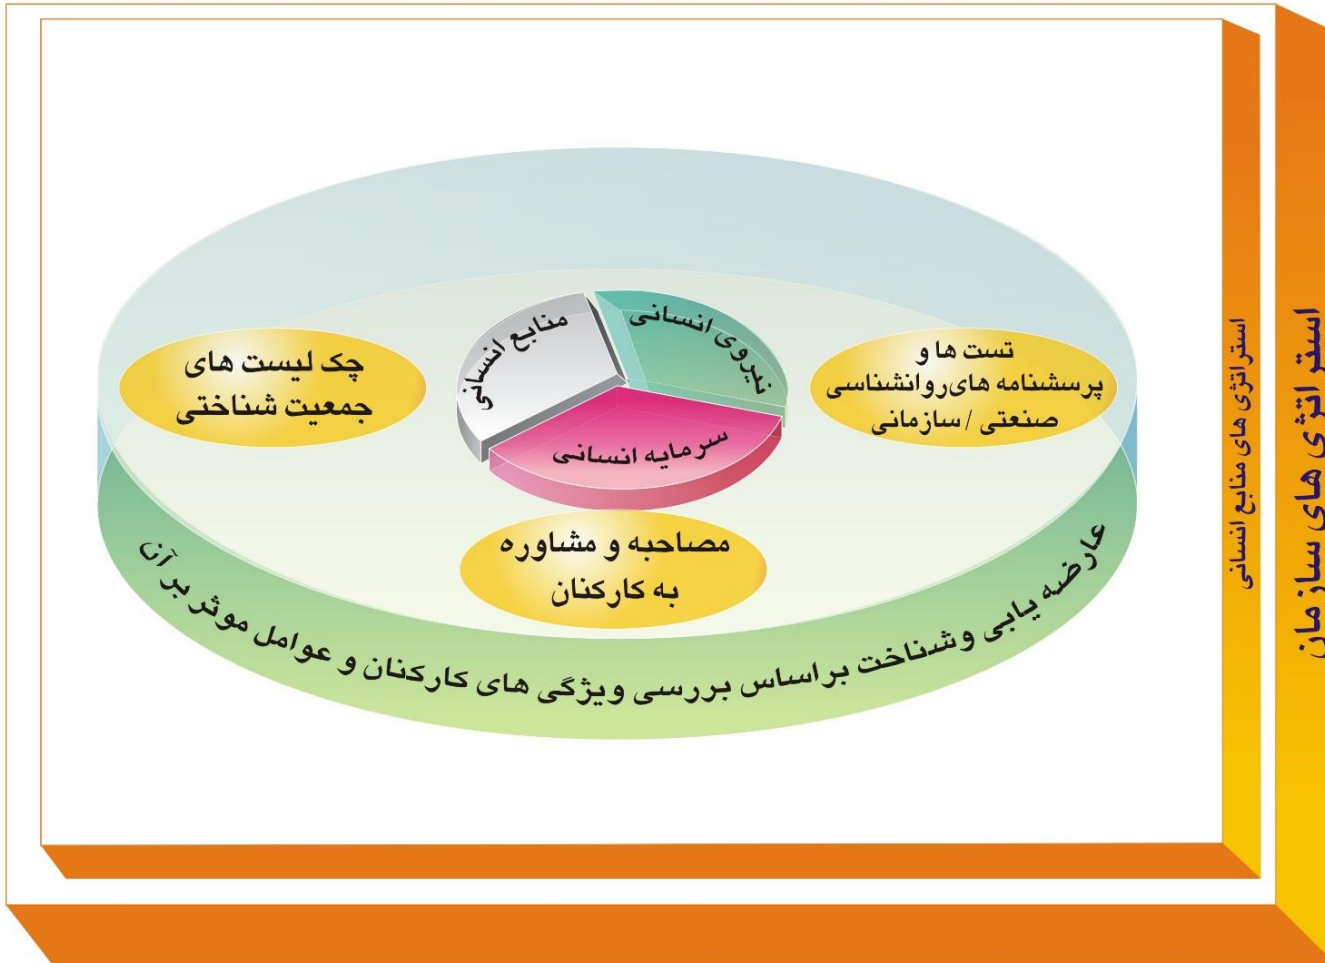 استراتژی های سازمان
استراتژی های منابع انسانی
نیروی انسانی
منابع انسانی
سرمایه انسانی
تست ها و
پرسشنامه های روانشناسی
صنعتی / سازمانی
چک لیست های
جمعیت شناختی
مصاحبه و مشاوره
به کارکنان
عارضه یابی وشناخت براساس بررسی ویژگی های کارکنان و عوامل موثر بر آن